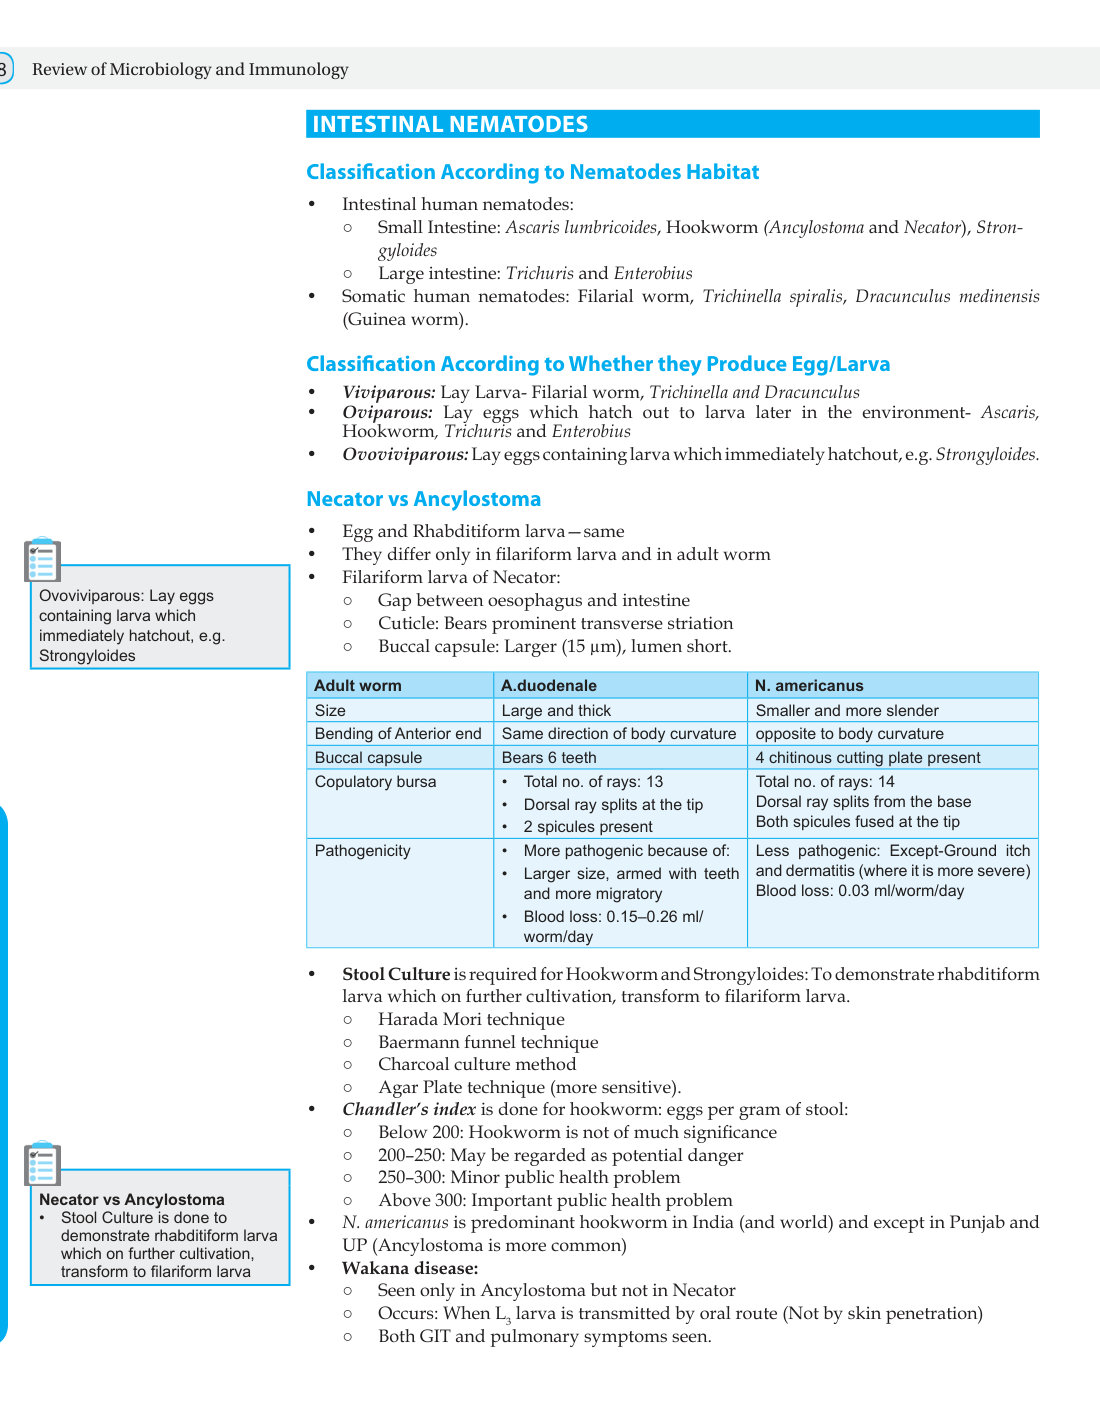 8
Review of Microbiology and Immunology
INTESTINAL NEMATODES
Classification According to Nematodes Habitat
• Intestinal human nematodes:
○ Small Intestine: Ascaris lumbricoides, Hookworm (Ancylostoma and Necator), Stron-
gyloides
○ Large intestine: Trichuris and Enterobius
• Somatic human nematodes: Filarial worm, Trichinella spiralis, Dracunculus medinensis
(Guinea worm).
Classification According to Whether they Produce Egg/Larva
• Viviparous: Lay Larva- Filarial worm, Trichinella and Dracunculus
• Oviparous: Lay eggs which hatch out to larva later in the environment- Ascaris,
Hookworm, Trichuris and Enterobius
• Ovoviviparous: Lay eggs containing larva which immediately hatchout, e.g. Strongyloides.
Necator vs Ancylostoma
• Egg and Rhabditiform larva—same
• They differ only in filariform larva and in adult worm
• Filariform larva of Necator:
○ Gap between oesophagus and intestine
○ Cuticle: Bears prominent transverse striation
○ Buccal capsule: Larger (15 µm), lumen short.
Ovoviviparous: Lay eggs
containing larva which
immediately hatchout, e.g.
Strongyloides
Adult worm A.duodenale N. americanus
Size Large and thick Smaller and more slender
Bending of Anterior end Same direction of body curvature opposite to body curvature
Buccal capsule Bears 6 teeth 4 chitinous cutting plate present
Copulatory bursa • Total no. of rays: 13 Total no. of rays: 14
• Dorsal ray splits at the tip Dorsal ray splits from the base
• 2 spicules present Both spicules fused at the tip
Pathogenicity • More pathogenic because of: Less pathogenic: Except-Ground itch
• Larger size, armed with teeth and dermatitis (where it is more severe)
and more migratory Blood loss: 0.03 ml/worm/day
• Blood loss: 0.15–0.26 ml/
worm/day
• Stool Culture is required for Hookworm and Strongyloides: To demonstrate rhabditiform
larva which on further cultivation, transform to filariform larva.
○ Harada Mori technique
○ Baermann funnel technique
○ Charcoal culture method
○ Agar Plate technique (more sensitive).
• Chandler's index is done for hookworm: eggs per gram of stool:
○ Below 200: Hookworm is not of much significance
○ 200–250: May be regarded as potential danger
○ 250–300: Minor public health problem
○ Above 300: Important public health problem
• N. americanus is predominant hookworm in India (and world) and except in Punjab and
UP (Ancylostoma is more common)
• Wakana disease:
○ Seen only in Ancylostoma but not in Necator
○ Occurs: When L3 larva is transmitted by oral route (Not by skin penetration)
○ Both GIT and pulmonary symptoms seen.
Necator vs Ancylostoma
• Stool Culture is done to
demonstrate rhabditiform larva
which on further cultivation,
transform to filariform larva